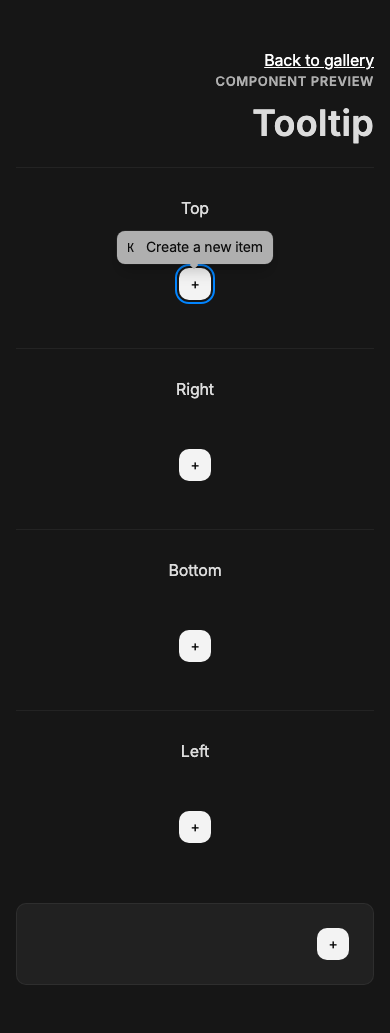 Back to gallery
COMPONENT PREVIEW
Tooltip
Top
K Create a new item
+
Right
+
Bottom
+
Left
+
+